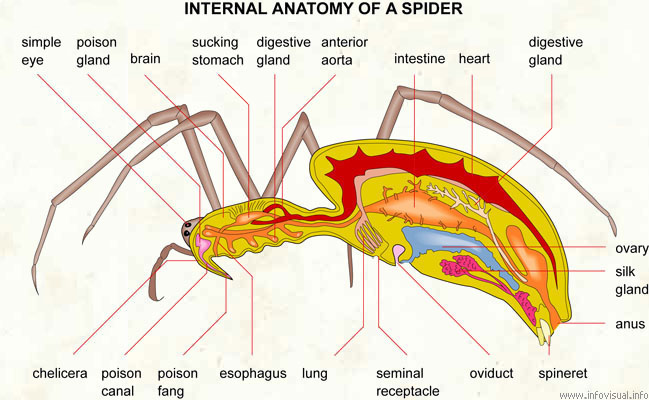 INTERNAL ANATOMY OF A SPIDER
simple
eye
poison
gland
brain
sucking
stomach
digestive
gland
anterior
aorta
intestine
heart
digestive
gland
ovary
silk
gland
anus
chelicera
poison
canal
poison
fang
esophagus
lung
seminal
receptacle
oviduct
spineret
© www.infovisual.info